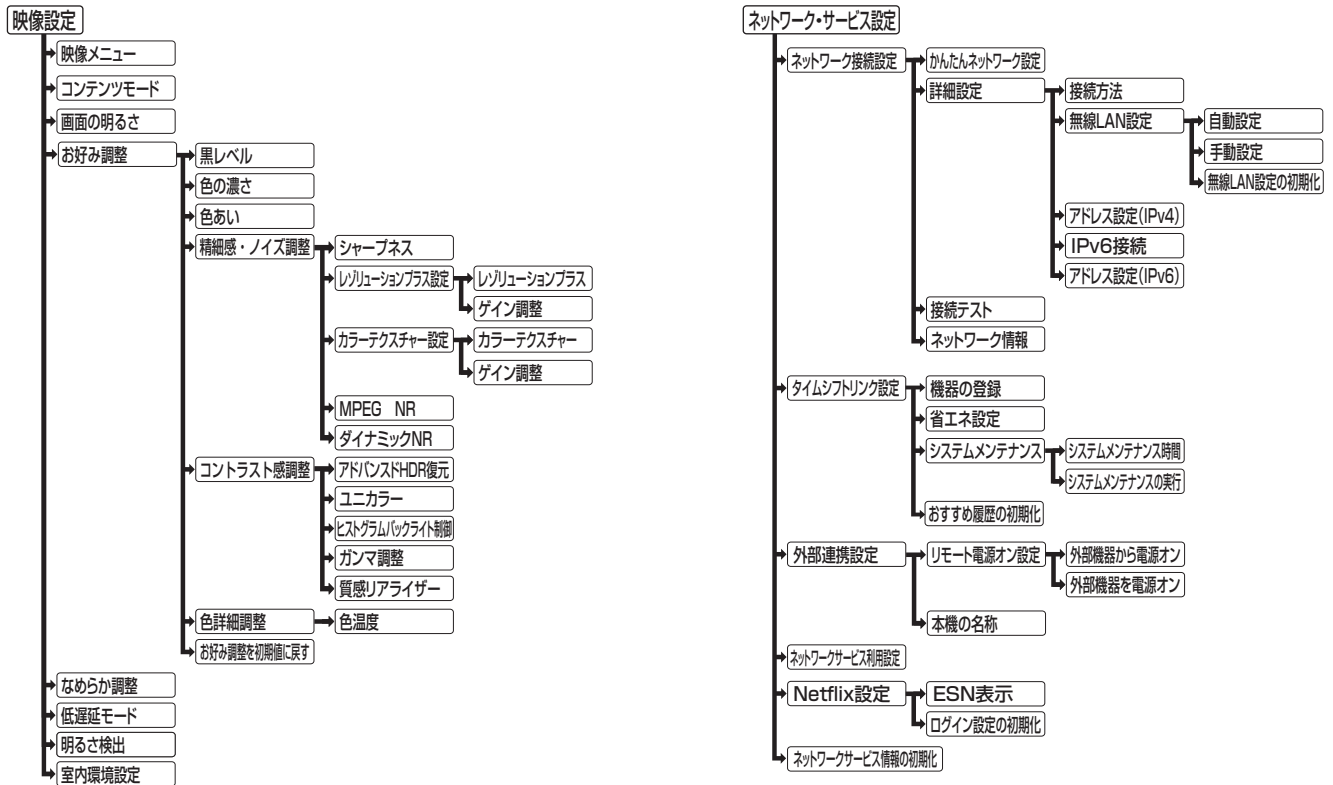 映像設定
映像メニュー
コンテンツモード
画面の明るさ
お好み調整
黒レベル
色の濃さ
色あい
精細感・ノイズ調整
シャープネス
レゾリューションプラス設定
レゾリューションプラス
ゲイン調整
カラーテクスチャー設定
カラーテクスチャー
ゲイン調整
MPEG NR
ダイナミックNR
コントラスト感調整
アドバンスドHDR復元
ユニカラー
ヒストグラムバックライト制御
ガンマ調整
質感リアライザー
色詳細調整
色温度
お好み調整を初期値に戻す
なめらか調整
低遅延モード
明るさ検出
室内環境設定
ネットワーク・サービス設定
ネットワーク接続設定
かんたんネットワーク設定
詳細設定
接続方法
無線LAN設定
自動設定
手動設定
無線LAN設定の初期化
アドレス設定(IPv4)
IPv6接続
アドレス設定(IPv6)
接続テスト
ネットワーク情報
タイムシフトリンク設定
機器の登録
省エネ設定
システムメンテナンス
システムメンテナンス時間
システムメンテナンスの実行
おすすめ履歴の初期化
外部連携設定
リモート電源オン設定
外部機器から電源オン
外部機器を電源オン
本機の名称
ネットワークサービス利用設定
Netflix設定
ESN表示
ログイン設定の初期化
ネットワークサービス情報の初期化